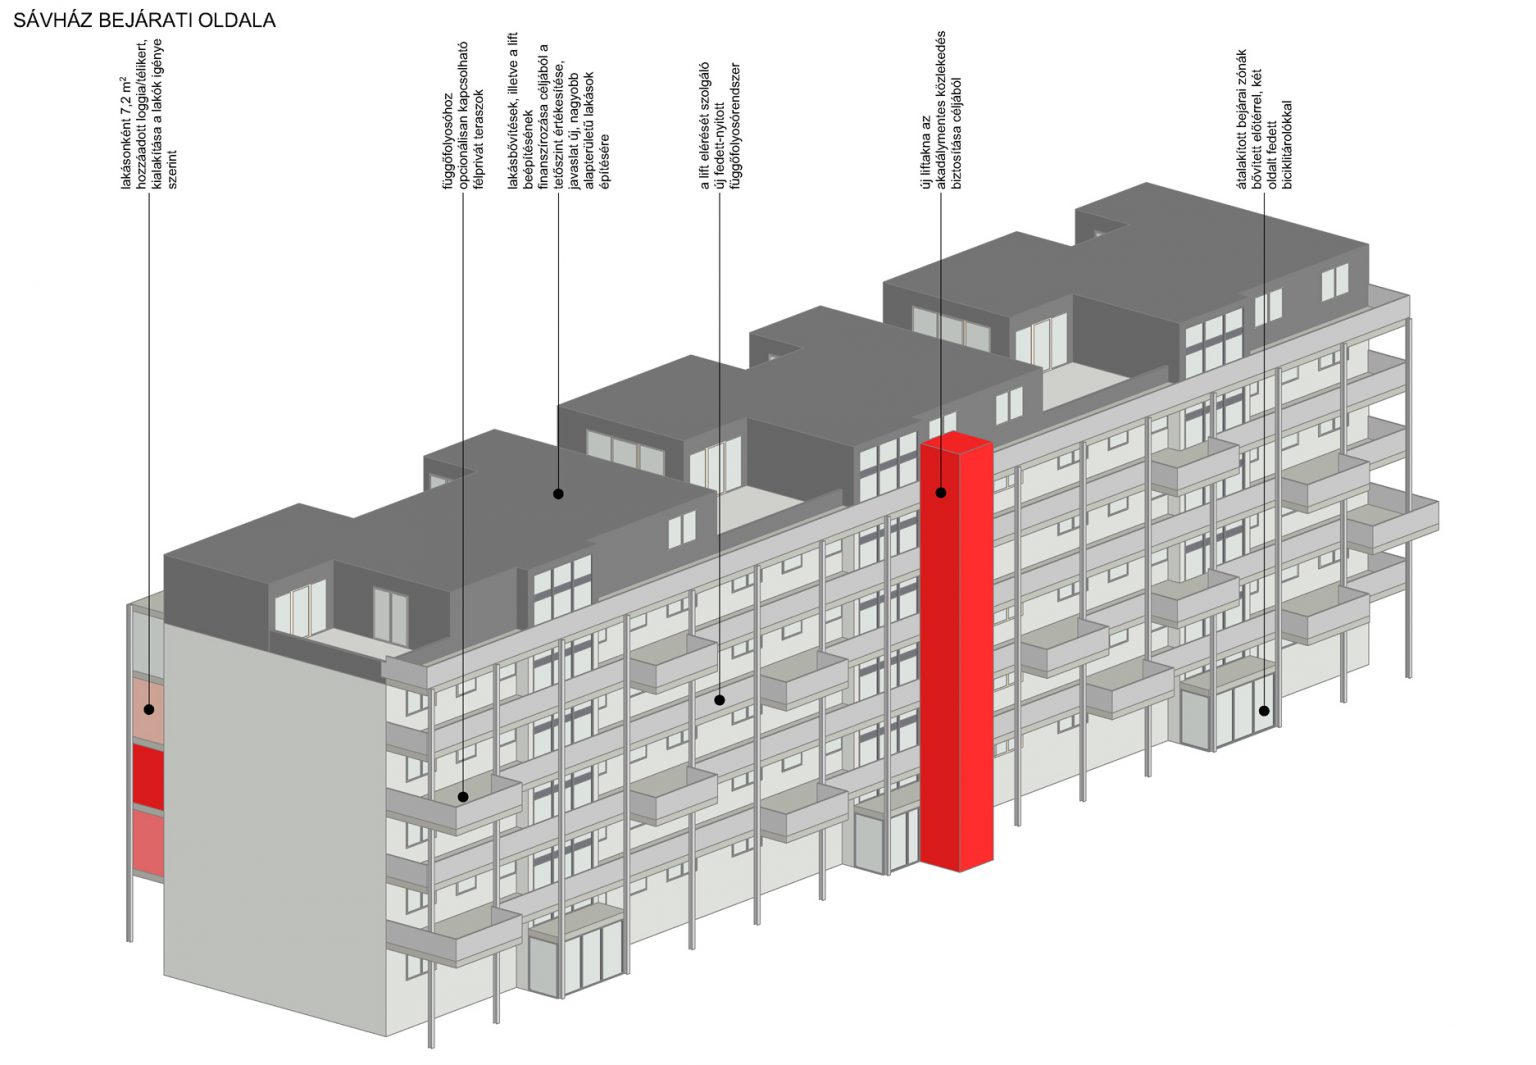 SÁVHÁZ BEJÁRATI OLDALA
lakásonként 7,2 m²
hozzáadott loggia/télikert,
kialakítása a lakók igénye
szerint
függőfolyosóhoz
opcionálisan kapcsolható
félprivát teraszok
lakásbővítések, illetve a lift
beépítésének
finanszírozása céljából a
tetőszint értékesítése,
javaslat új, nagyobb
alapterületű lakások
építésére
a lift elérését szolgáló
új fedett-nyitott
függőfolyosórendszer
új liftakna az
akadálymentes közlekedés
biztosítása céljából
átalakított bejárai zónák
bővített előtérrel, két
oldalt fedett
biciklitárolókkal